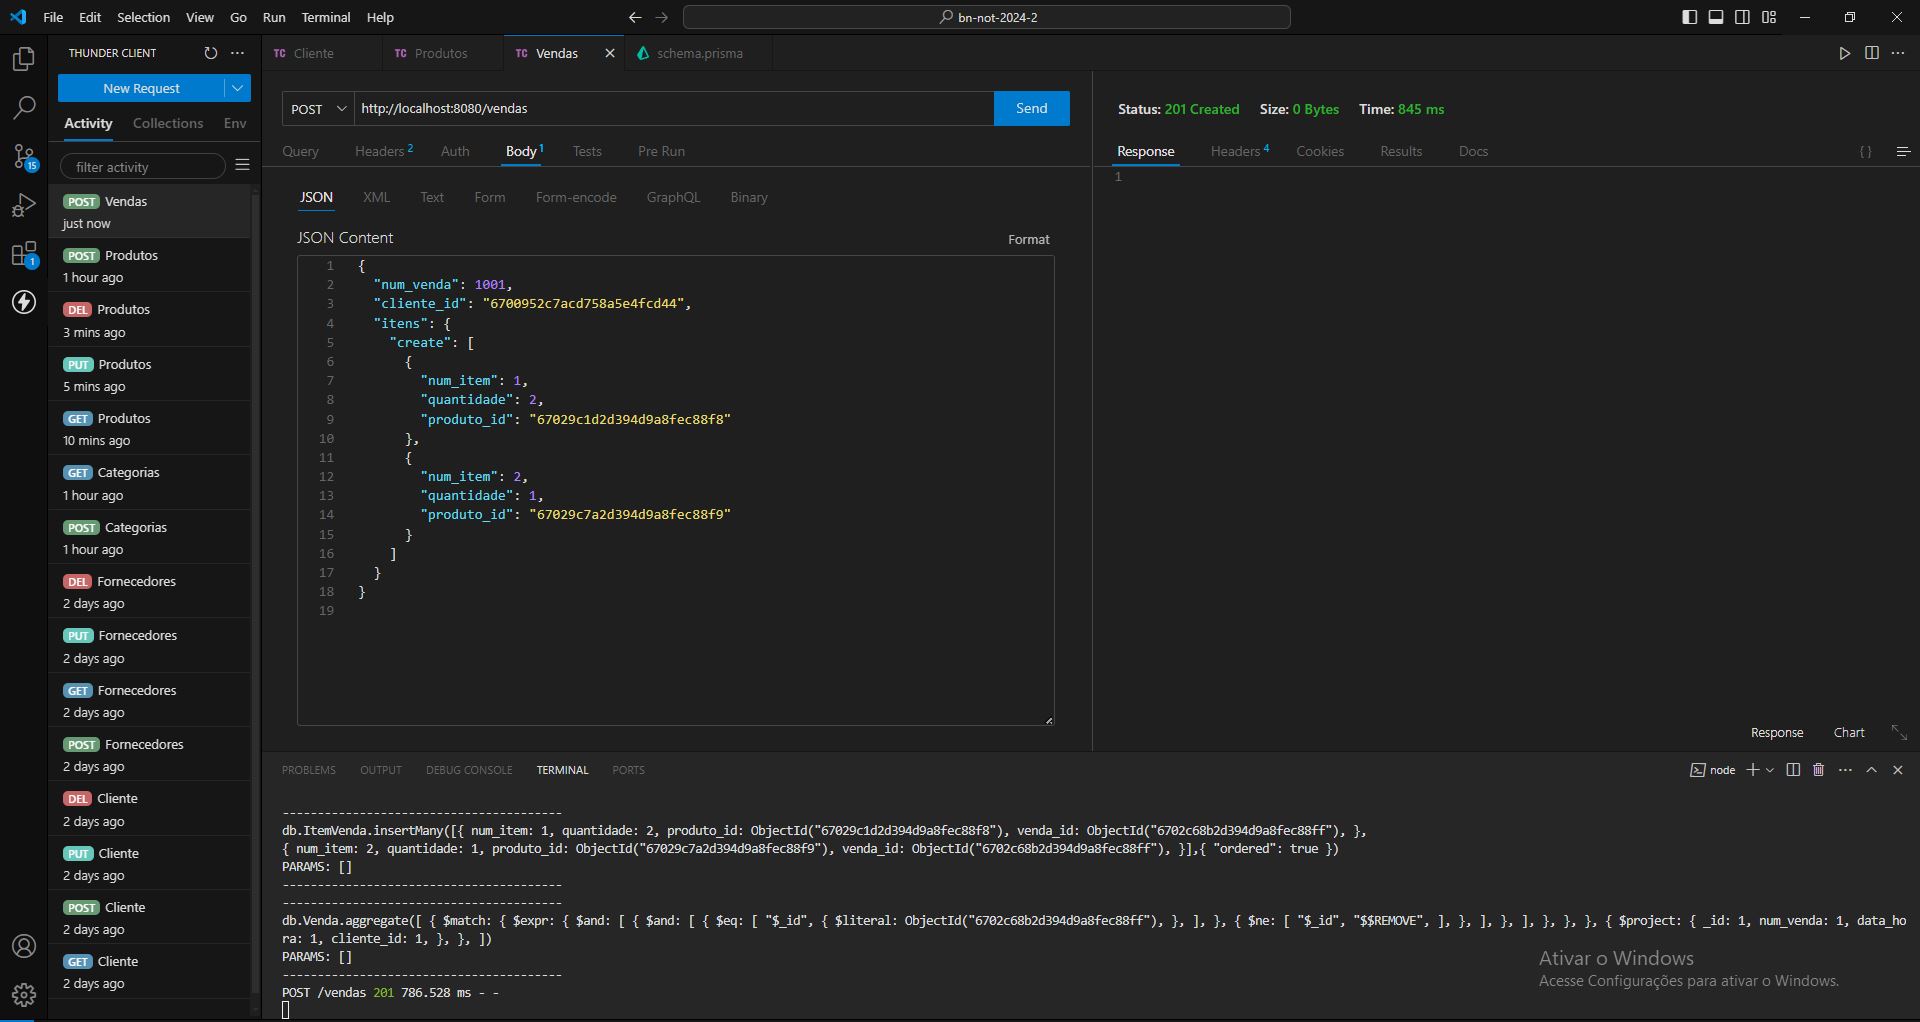 File Edit Selection View Go Run Terminal Help
bn-not-2024-2
THUNDER CLIENT
TC Cliente
TC Produtos
TC Vendas
schema.prisma
New Request
Activity Collections Env
filter activity
POST Vendas
just now
POST Produtos
1 hour ago
DEL Produtos
3 mins ago
PUT Produtos
5 mins ago
GET Produtos
10 mins ago
GET Categorias
1 hour ago
POST Categorias
1 hour ago
DEL Fornecedores
2 days ago
PUT Fornecedores
2 days ago
GET Fornecedores
2 days ago
POST Fornecedores
2 days ago
DEL Cliente
2 days ago
PUT Cliente
2 days ago
POST Cliente
2 days ago
GET Cliente
2 days ago
15
1
POST http://localhost:8080/vendas Send
Query Headers 2 Auth Body 1 Tests Pre Run
JSON XML Text Form Form-encode GraphQL Binary
JSON Content
Format
1 {
2 "num_venda": 1001,
3 "cliente_id": "6700952c7acd758a5e4fcd44",
4 "itens": {
5 "create": [
6 {
7 "num_item": 1,
8 "quantidade": 2,
9 "produto_id": "67029c1d2d394d9a8fec88f8"
10 },
11 {
12 "num_item": 2,
13 "quantidade": 1,
14 "produto_id": "67029c7a2d394d9a8fec88f9"
15 }
16 ]
17 }
18 }
19
Status: 201 Created Size: 0 Bytes Time: 845 ms
Response Headers 4 Cookies Results Docs { }
1
Response Chart
PROBLEMS OUTPUT DEBUG CONSOLE TERMINAL PORTS
node
----------------------------------------
db.ItemVenda.insertMany([{ num_item: 1, quantidade: 2, produto_id: ObjectId("67029c1d2d394d9a8fec88f8"), venda_id: ObjectId("6702c68b2d394d9a8fec88ff"), },
{ num_item: 2, quantidade: 1, produto_id: ObjectId("67029c7a2d394d9a8fec88f9"), venda_id: ObjectId("6702c68b2d394d9a8fec88ff"), }],{ "ordered": true })
PARAMS: []
----------------------------------------
----------------------------------------
db.Venda.aggregate([ { $match: { $expr: { $and: [ { $and: [ { $eq: [ "$_id", { $literal: ObjectId("6702c68b2d394d9a8fec88ff"), }, ], }, { $ne: [ "$_id", "$$REMOVE", ], }, ], }, ], }, }, }, { $project: { _id: 1, num_venda: 1, data_ho
ra: 1, cliente_id: 1, }, }, ])
PARAMS: []
----------------------------------------
POST /vendas 201 786.528 ms - -
Ativar o Windows
Acesse Configurações para ativar o Windows.